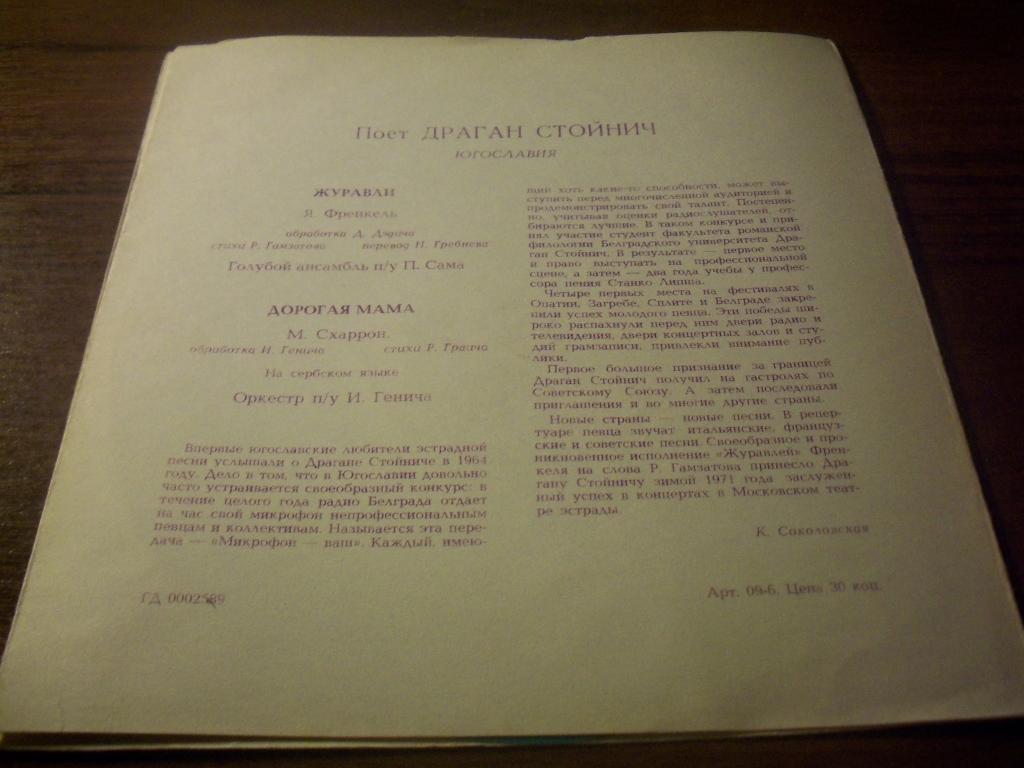 Поет ДРАГАН СТОЙНИЧ
ЮГОСЛАВИЯ
ЖУРАВЛИ
Я. Френкель
обработка Д. Дэдича
стихи Р. Гамзатова перевод Н. Гребнева
Голубой ансамбль п/у П. Сама
ДОРОГАЯ МАМА
М. Схаррон.
обработка И. Генича стихи Р. Граича
На сербском языке
Оркестр п/у И. Генича
Впервые югославские любители эстрадной
песни услышали о Драгане Стойниче в 1964
году. Дело в том, что в Югославии довольно
часто устраивается своеобразный конкурс: в
течение целого года радио Белграда отдает
на час свой микрофон непрофессиональным
певцам и коллективам. Называется эта пере-
дача — «Микрофон — ваш». Каждый, имею-
щий хоть какие-то способности, может вы-
ступить перед многочисленной аудиторией и
продемонстрировать свой талант. Постепен-
но, учитывая оценки радиослушателей, от-
бираются лучшие. В таком конкурсе и при-
нял участие студент факультета романской
филологии Белградского университета Дра-
ган Стойнич. В результате — первое место
и право выступать на профессиональной
сцене, а затем — два года учебы у профес-
сора пения Станко Липша.
Четыре первых места на фестивалях в
Опатии, Загребе, Сплите и Белграде закре-
пили успех молодого певца. Эти победы ши-
роко распахнули перед ним двери радио и
телевидения, двери концертных залов и сту-
дий грамзаписи, привлекли внимание пуб-
лики.
Первое большое признание за границей
Драган Стойнич получил на гастролях по
Советскому Союзу. А затем последовали
приглашения и во многие другие страны.
Новые страны — новые песни. В репер-
туаре певца звучат итальянские, француз-
ские и советские песни. Своеобразное и про-
никновенное исполнение «Журавлей» Френ-
келя на слова Р. Гамзатова принесло Дра-
гану Стойничу зимой 1971 года заслужен-
ный успех в концертах в Московском теат-
ре эстрады.
К. Соколовская
ГД 0002589
Арт. 09-6. Цена 30 коп.